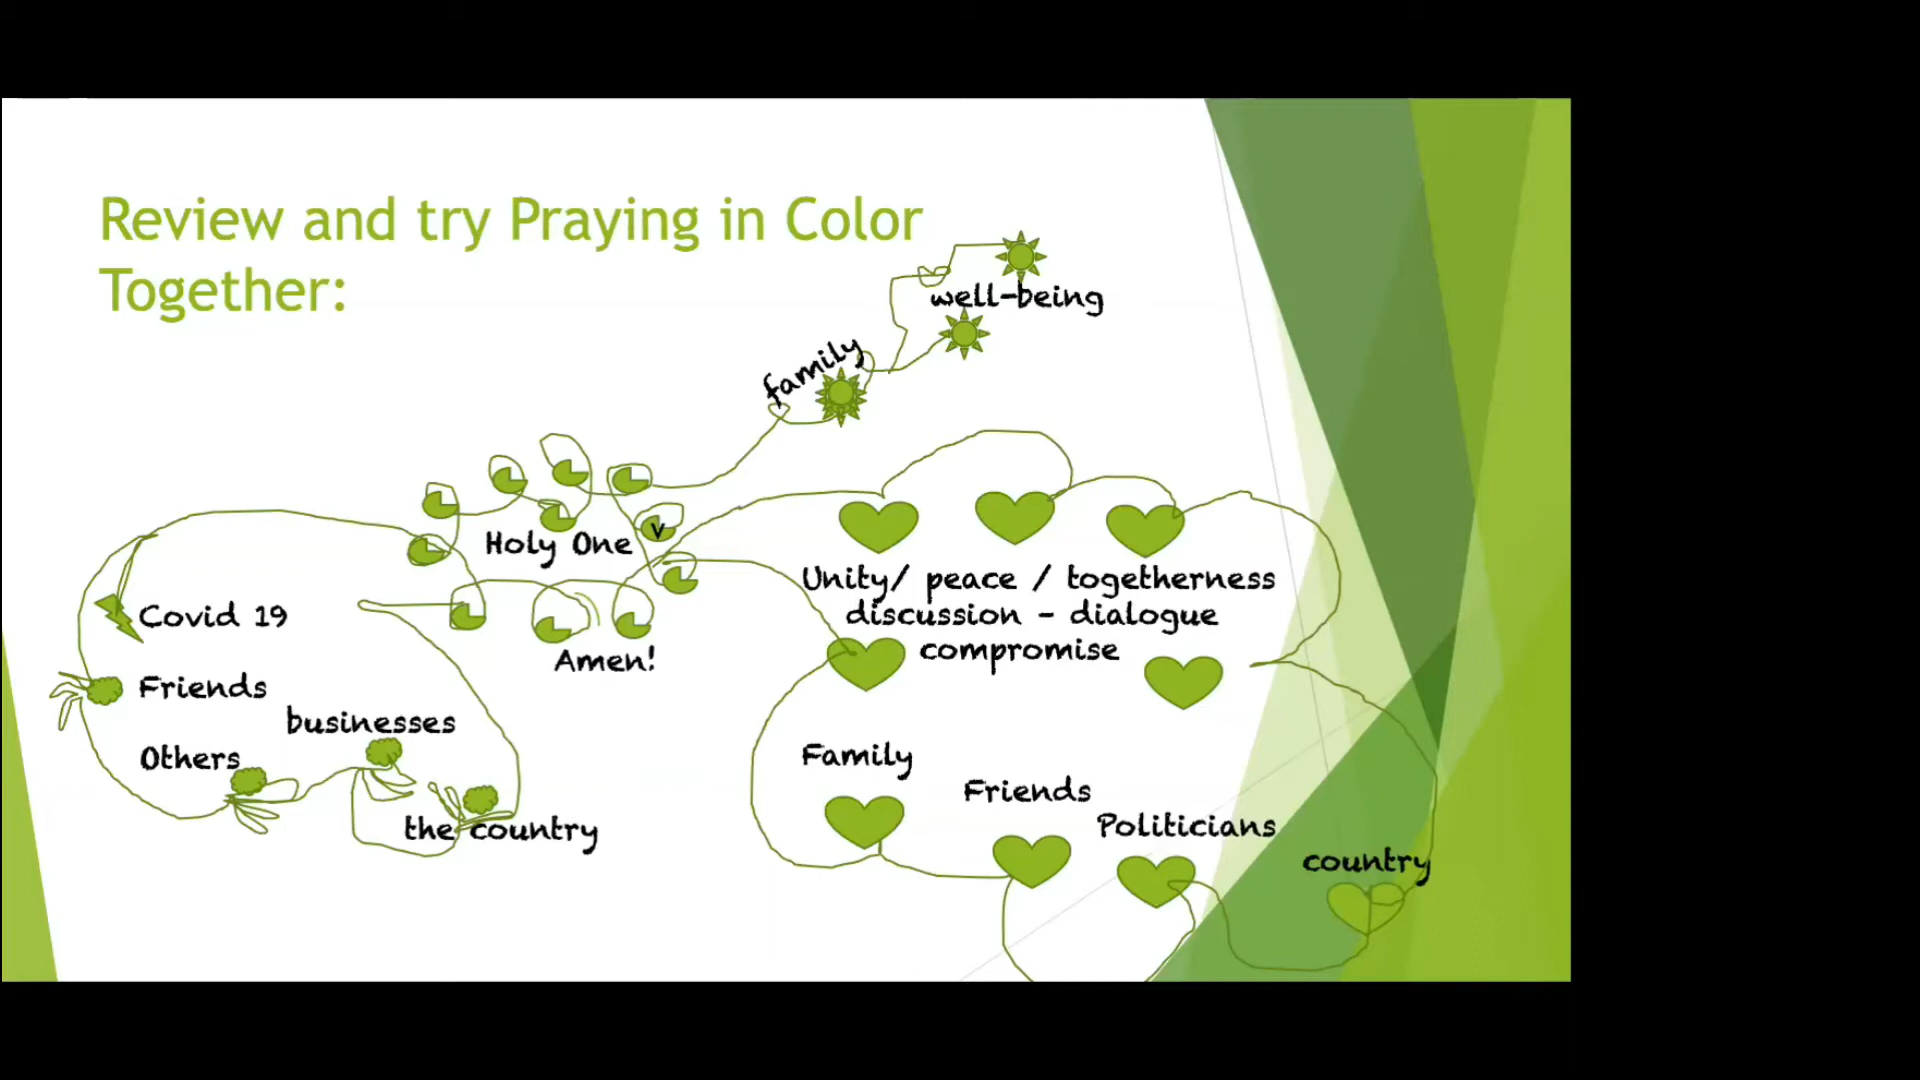 Review and try Praying in Color
Together:
well-being
family
Holy One
v
Amen!
Covid 19
Friends
businesses
Others
the country
Unity/ peace / togetherness
discussion - dialogue
compromise
Family
Friends
Politicians
country